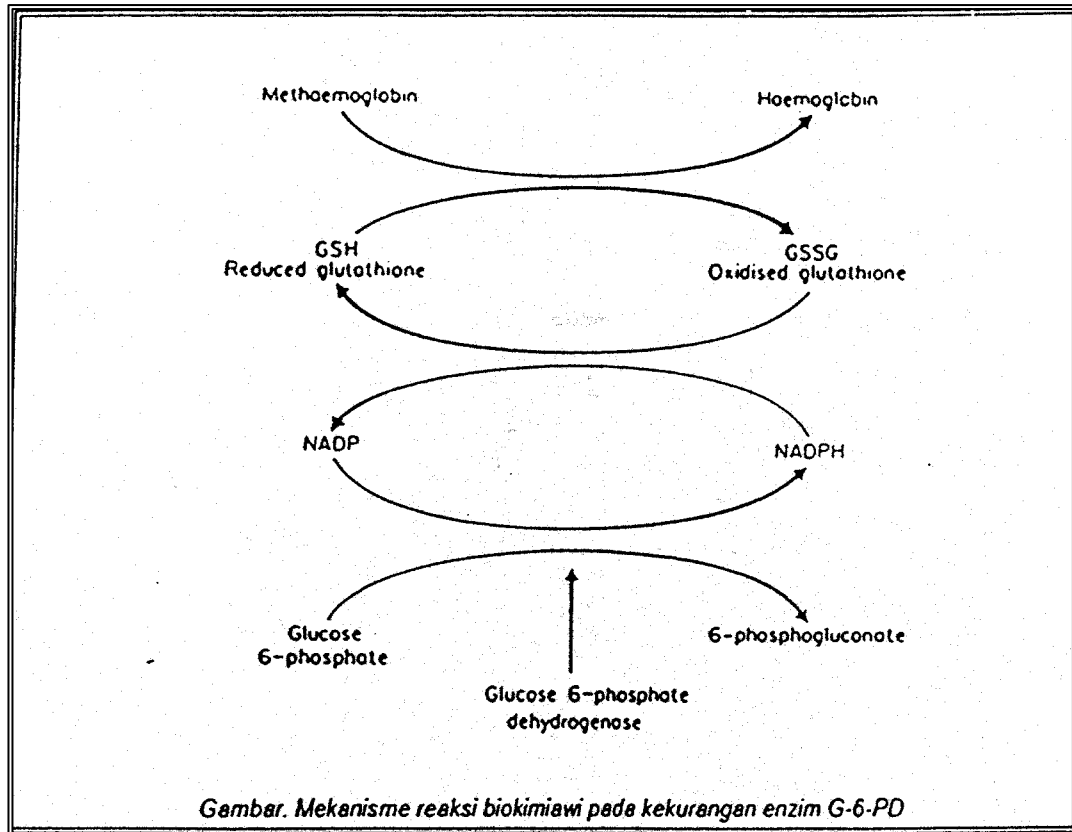 Methaemoglobin
Haemoglobin
GSH
Reduced glutathione
GSSG
Oxidised glutathione
NADP
NADPH
Glucose
6-phosphate
6-phosphogluconate
Glucose 6-phosphate
dehydrogenase
Gambar. Mekanisme reaksi biokimiawi pada kekurangan enzim G-6-PD